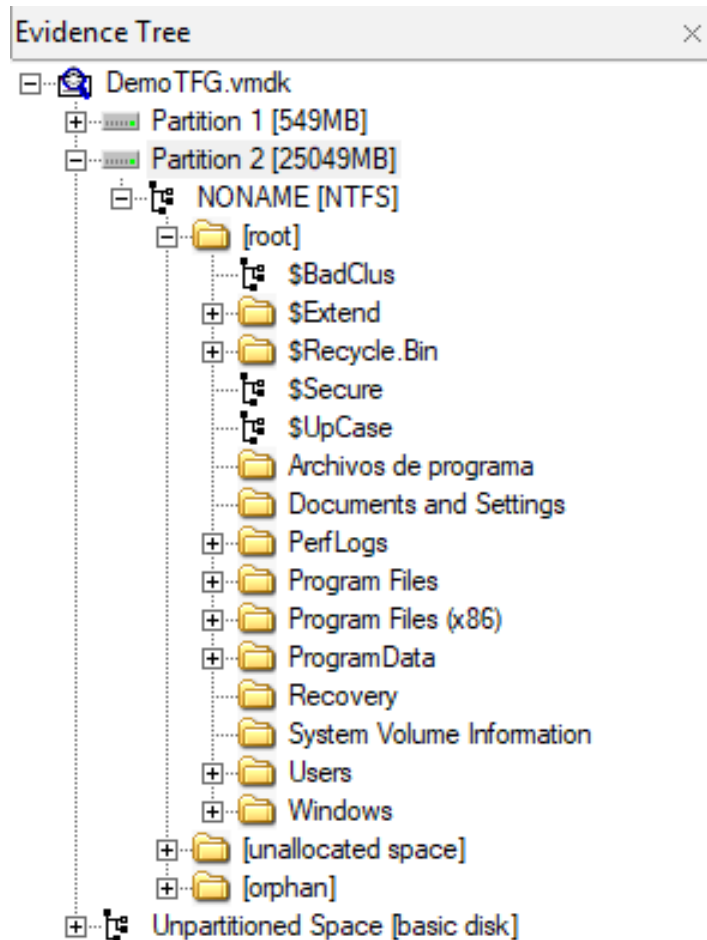 Evidence Tree
DemoTFG.vmdk
Partition 1 [549MB]
Partition 2 [25049MB]
NONAME [NTFS]
[root]
$BadClus
$Extend
$Recycle.Bin
$Secure
$UpCase
Archivos de programa
Documents and Settings
PerfLogs
Program Files
Program Files (x86)
ProgramData
Recovery
System Volume Information
Users
Windows
[unallocated space]
[orphan]
Unpartitioned Space [basic disk]